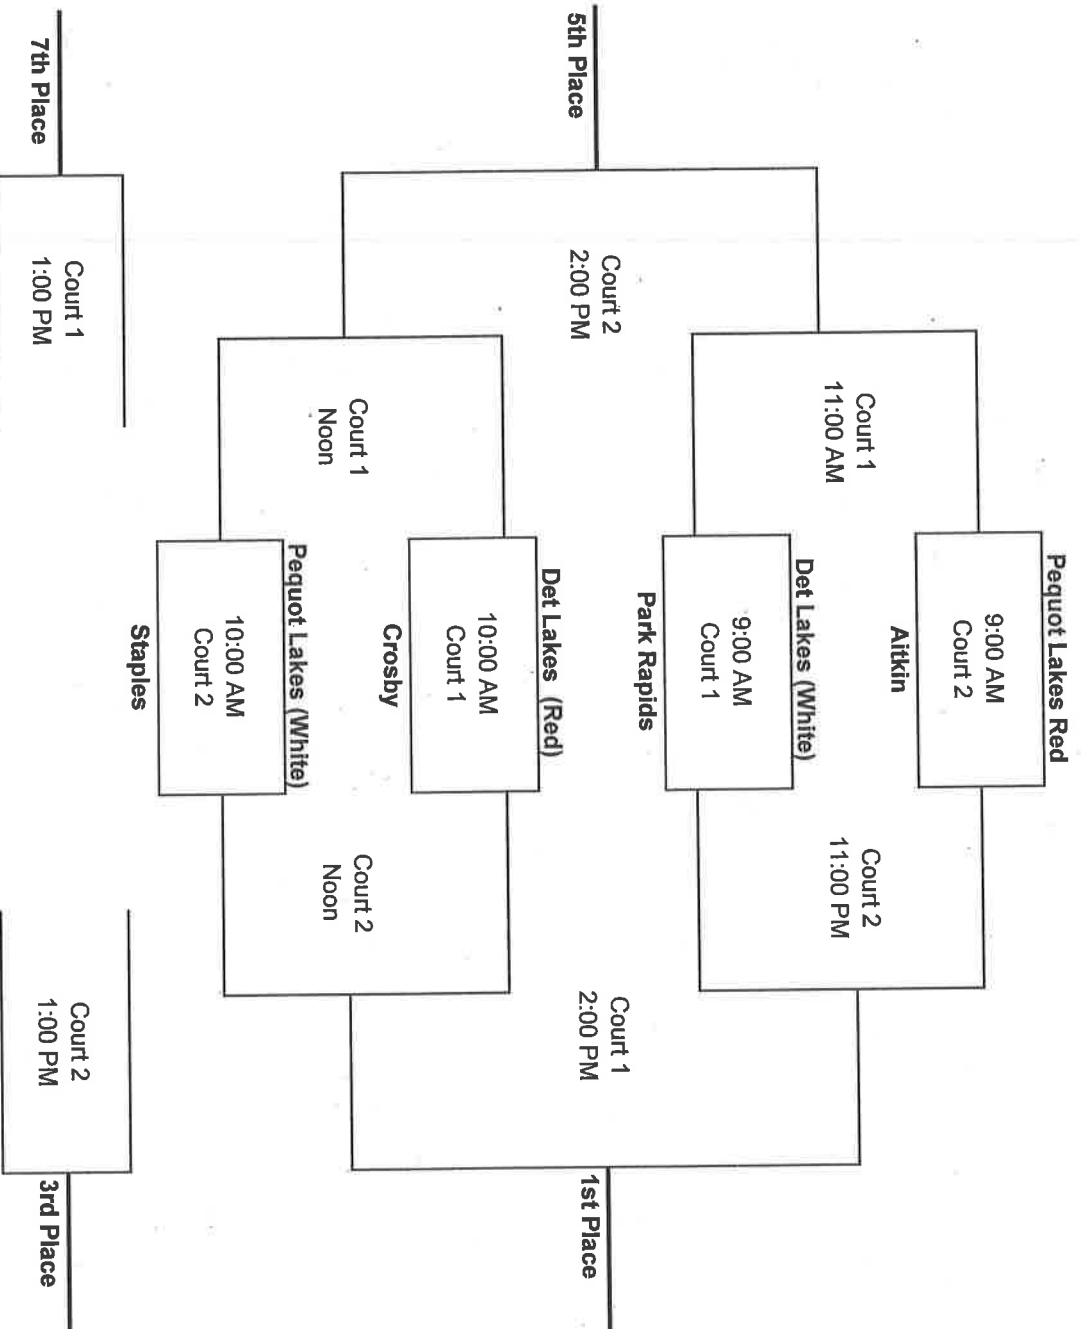 Pequot Lakes Red
9:00 AM
Court 2
Aitkin
Court 1
11:00 AM
Court 2
11:00 PM
Det Lakes (White)
9:00 AM
Court 1
Park Rapids
5th Place
Court 2
2:00 PM
Court 1
2:00 PM
1st Place
Det Lakes (Red)
10:00 AM
Court 1
Crosby
Court 1
Noon
Court 2
Noon
Pequot Lakes (White)
10:00 AM
Court 2
Staples
7th Place
Court 1
1:00 PM
Court 2
1:00 PM
3rd Place